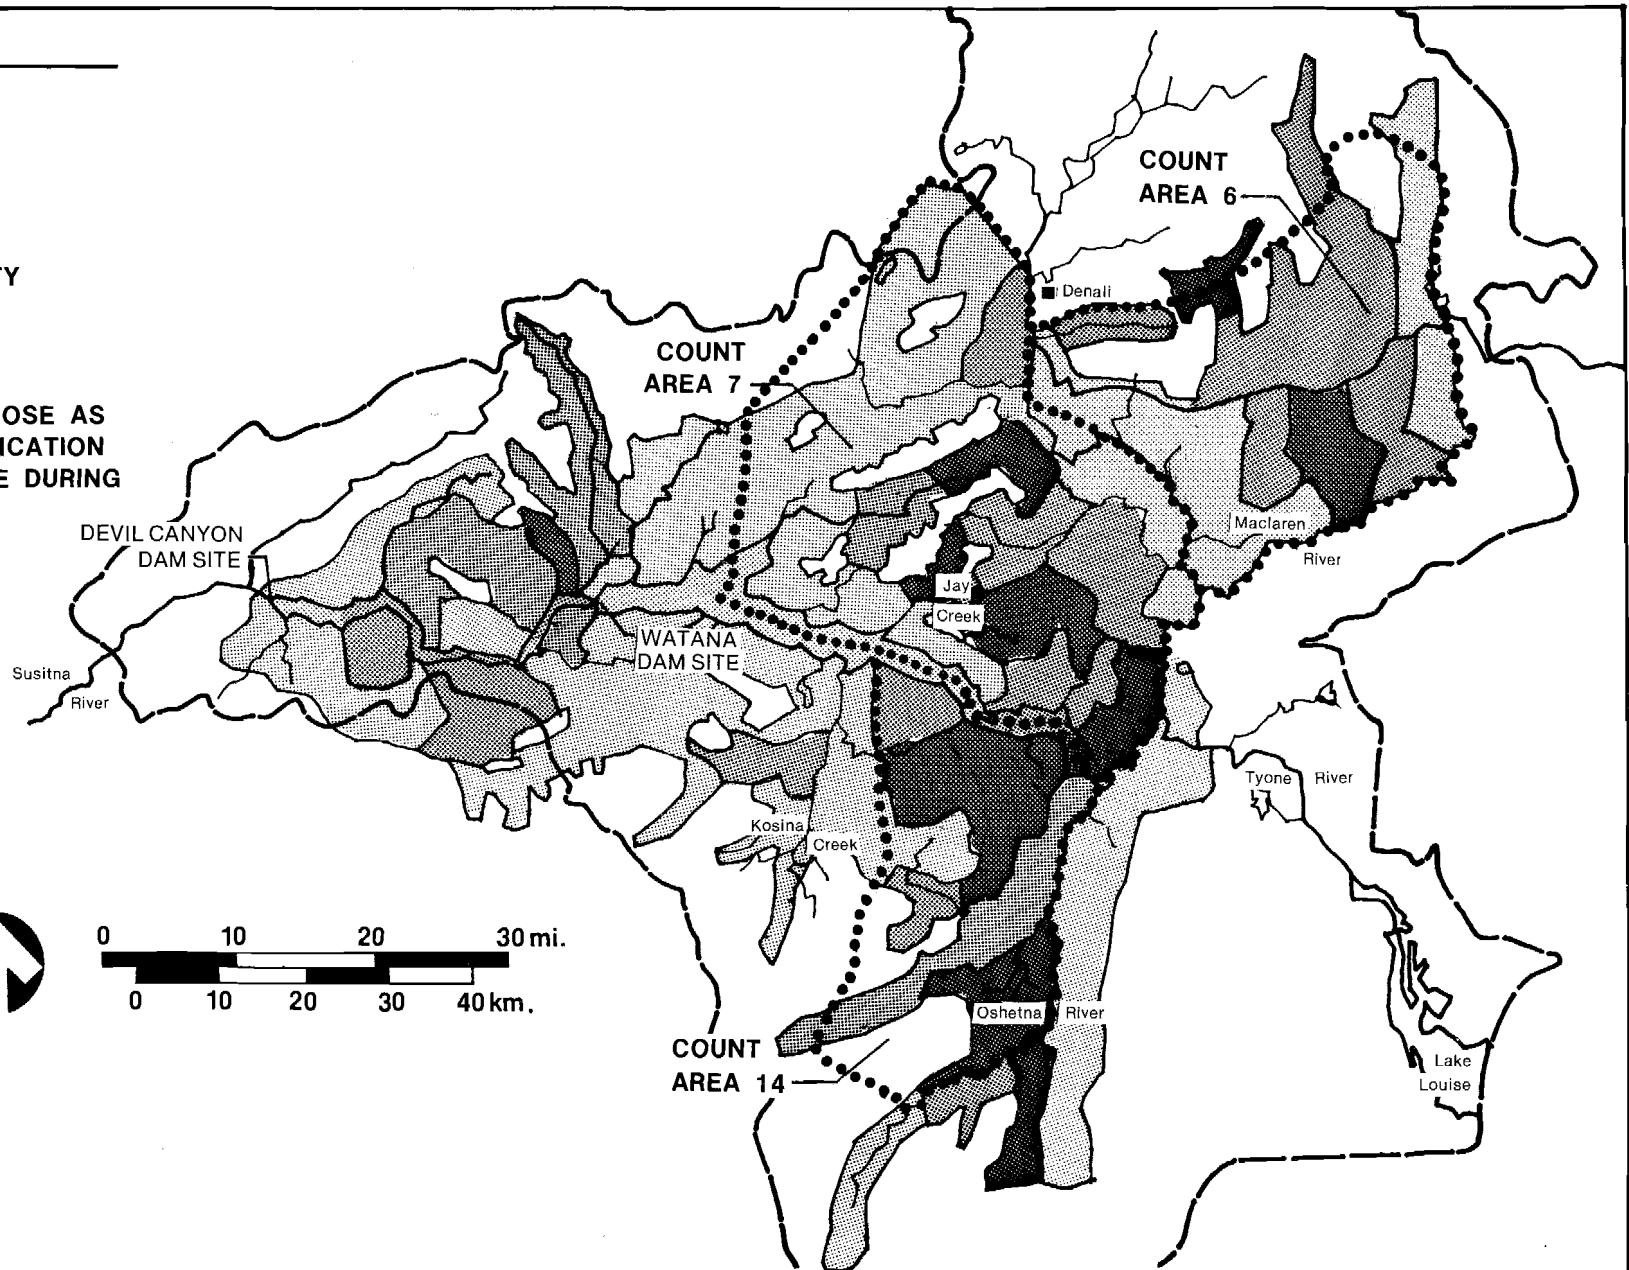 COUNT
AREA 6
TY
Denali
COUNT
AREA 7
OSE AS
ICATION
E DURING
DEVIL CANYON
DAM SITE
Maclaren
River
Jay
Creek
WATANA
DAM SITE
Susitna
River
Tyone River
Kosina
Creek
0 10 20 30 mi.
0 10 20 30 40 km.
Oshetna River
COUNT
AREA 14
Lake
Louise